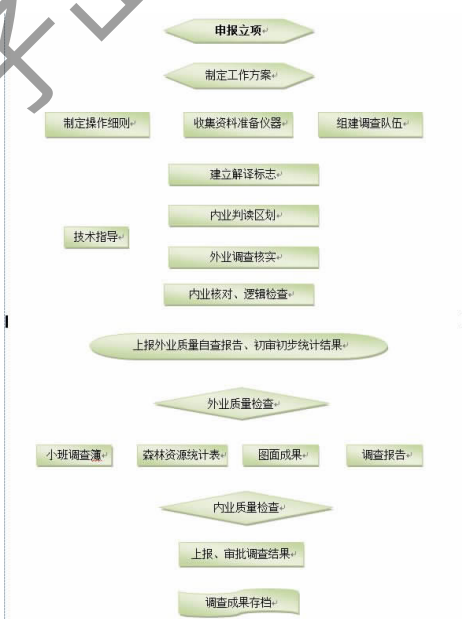 申报立项
制定工作方案
制定操作细则 收集资料准备仪器 组建调查队伍
建立解译标志
内业判读区划
技术指导
外业调查核实
内业核对、逻辑检查
上报外业质量自查报告、初审初步统计结果
外业质量检查
小班调查薄 森林资源统计表 图面成果 调查报告
内业质量检查
上报、审批调查结果
调查成果存档